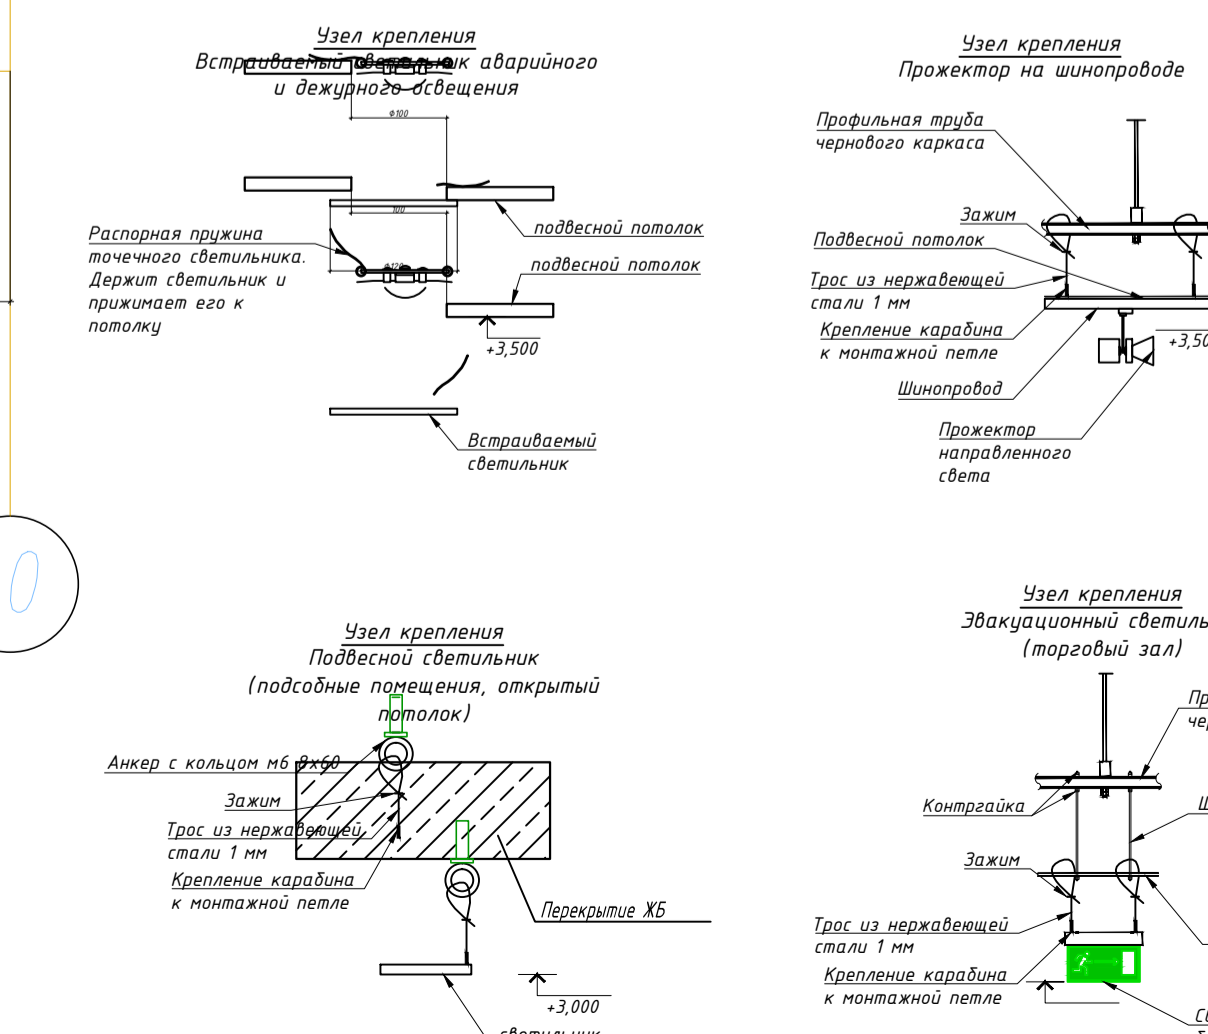 Узел крепления
Встраиваемый светильник аварийного
и дежурного освещения
Ф100
100
Ф120
Распорная пружина
точечного светильника.
Держит светильник и
прижимает его к
потолку
подвесной потолок
подвесной потолок
+3,500
Встраиваемый
светильник
Узел крепления
Прожектор на шинопроводе
Профильная труба
чернового каркаса
Зажим
Подвесной потолок
Трос из нержавеющей
стали 1 мм
Крепление карабина
к монтажной петле
+3,50
Шинопровод
Прожектор
направленного
света
0
Узел крепления
Подвесной светильник
(подсобные помещения, открытый
потолок)
Анкер с кольцом м6 8х60
Зажим
Трос из нержавеющей
стали 1 мм
Крепление карабина
к монтажной петле
Перекрытие ЖБ
+3,000
светильник
Узел крепления
Эвакуационный светиль
(торговый зал)
Пр
чер
Контргайка
Ш
Зажим
Трос из нержавеющей
стали 1 мм
Крепление карабина
к монтажной петле